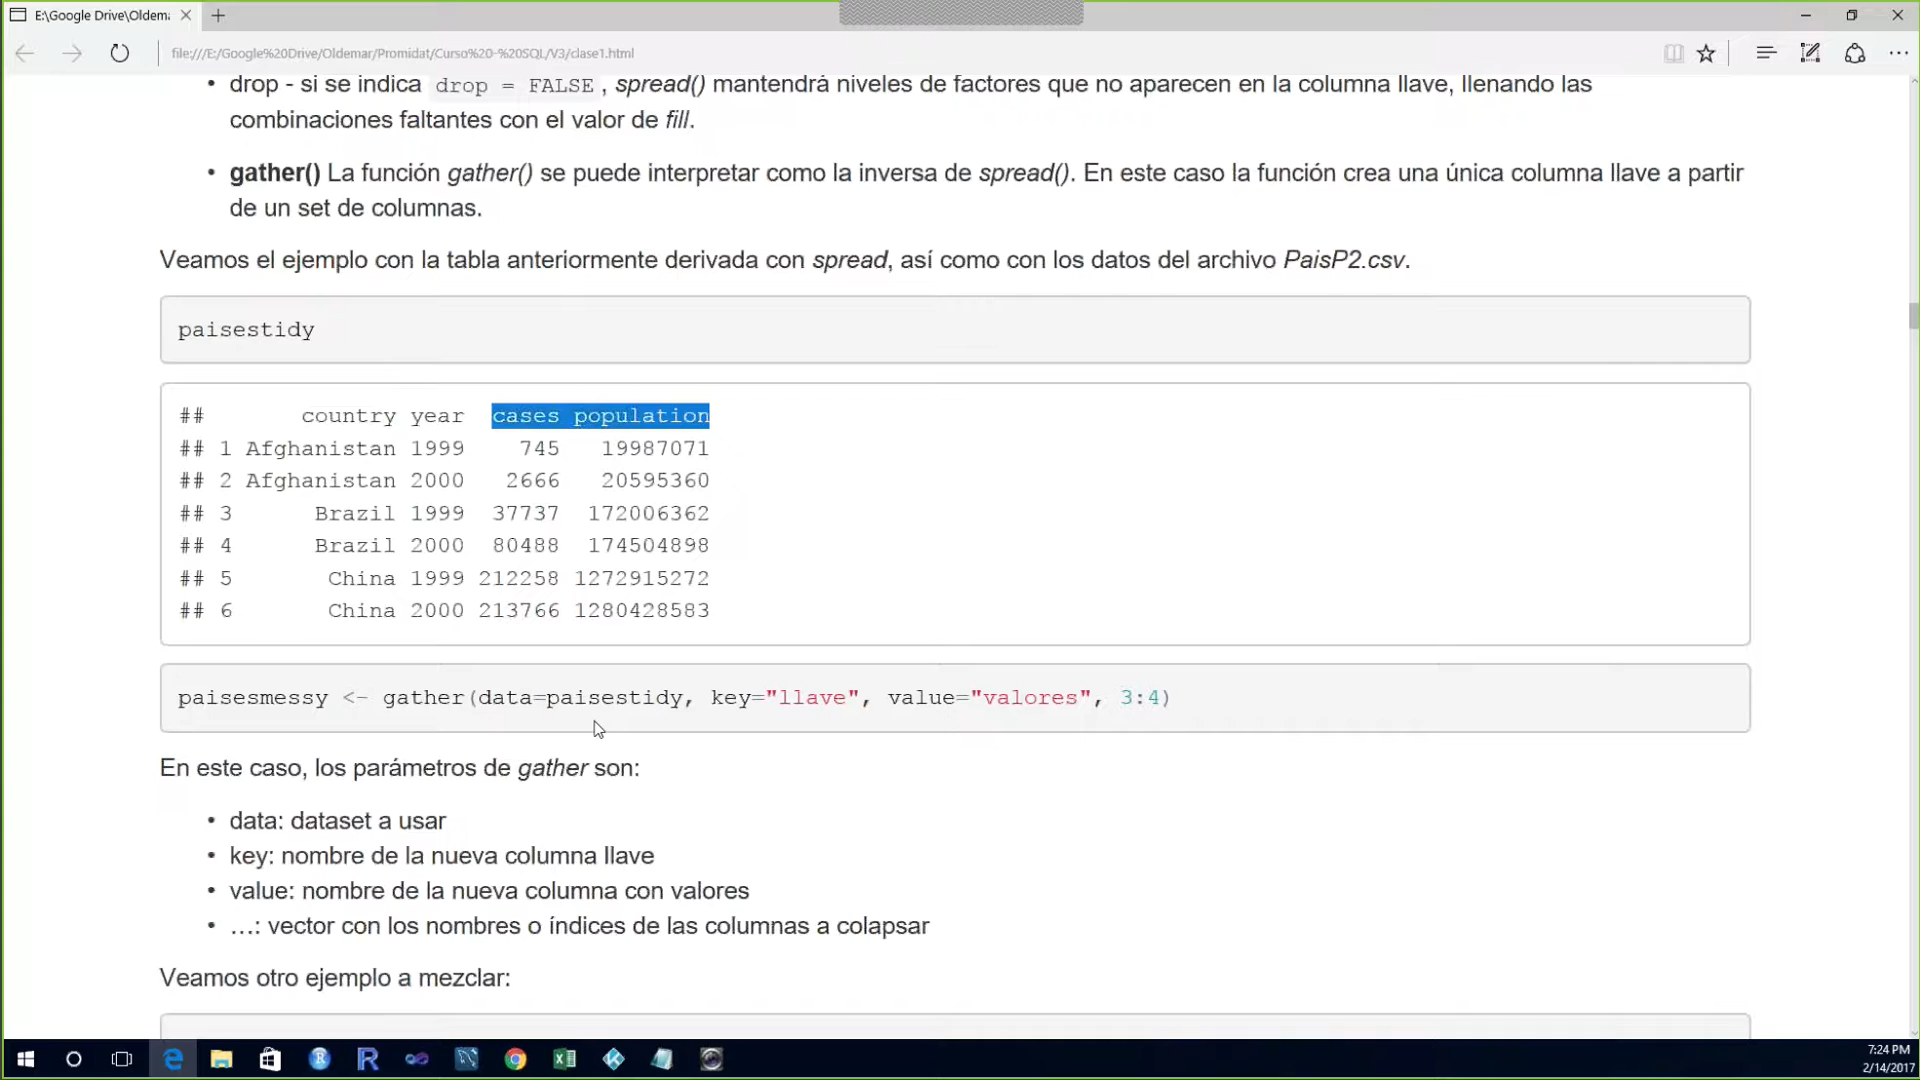 E:\Google Drive\Oldema
file:///E:/Google%20Drive/Oldemar/Promidat/Curso%20-%20SQL/V3/clase1.html
• drop - si se indica drop = FALSE , spread() mantendrá niveles de factores que no aparecen en la columna llave, llenando las
combinaciones faltantes con el valor de fill.
• gather() La función gather() se puede interpretar como la inversa de spread(). En este caso la función crea una única columna llave a partir
de un set de columnas.
Veamos el ejemplo con la tabla anteriormente derivada con spread, así como con los datos del archivo PaisP2.csv.
paisestidy
##       country year  cases population
## 1 Afghanistan 1999    745   19987071
## 2 Afghanistan 2000   2666   20595360
## 3      Brazil 1999  37737  172006362
## 4      Brazil 2000  80488  174504898
## 5       China 1999 212258 1272915272
## 6       China 2000 213766 1280428583
paisesmessy <- gather(data=paisestidy, key="llave", value="valores", 3:4)
En este caso, los parámetros de gather son:
• data: dataset a usar
• key: nombre de la nueva columna llave
• value: nombre de la nueva columna con valores
• …: vector con los nombres o índices de las columnas a colapsar
Veamos otro ejemplo a mezclar:
7:24 PM
2/14/2017